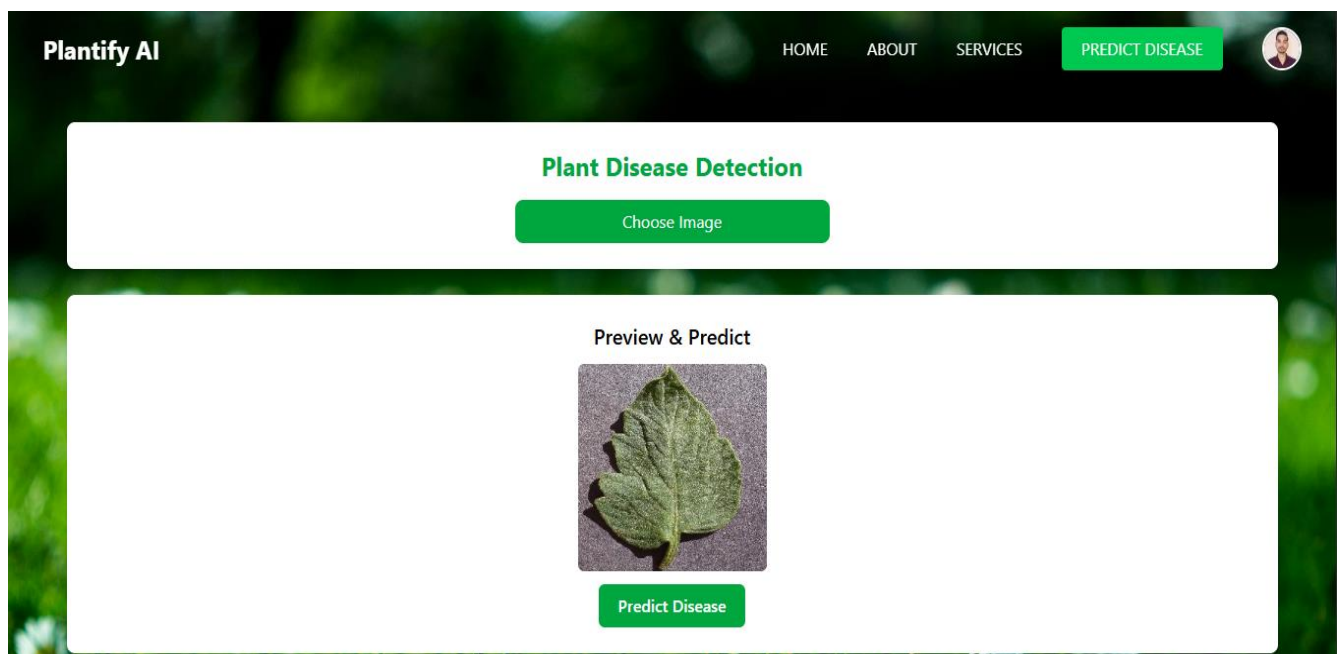 Plantify AI
HOME ABOUT SERVICES PREDICT DISEASE
Plant Disease Detection
Choose Image
Preview & Predict
Predict Disease